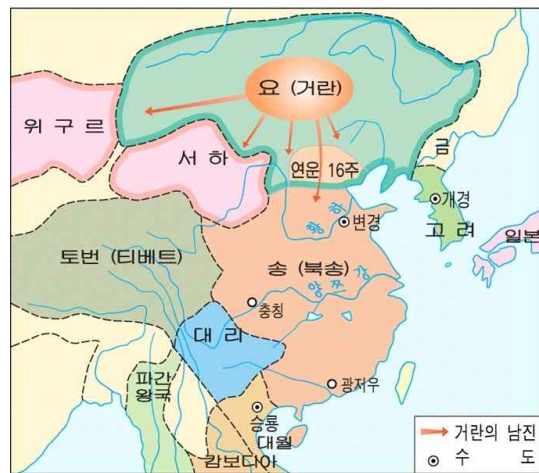 요 (거란)
위구르
서 하
연운 16주
금
개경
고 려
변경
황 하
일본
토번 (티베트)
송 (북송)
양 쯔 강
충칭
대 리
파간
왕국
광저우
승룡
대월
캄보디아
거란의 남진
수 도